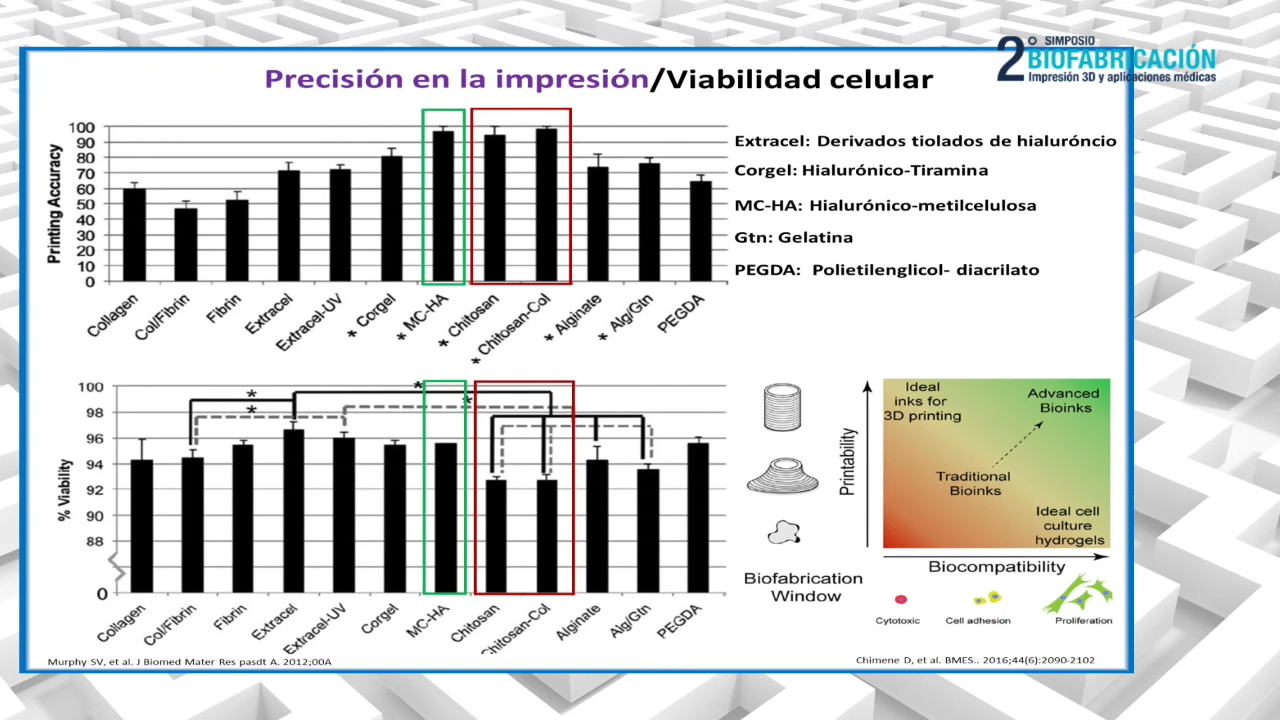 2° SIMPOSIO
BIOFABRICACIÓN
Impresión 3D y aplicaciones médicas
Precisión en la impresión/Viabilidad celular
Printing Accuracy
100
90
80
70
60
50
40
30
20
10
0
Collagen
Col/Fibrin
Fibrin
Extracel
Extracel-UV
* Corgel
* MC-HA
* Chitosan
* Chitosan-Col
* Alginate
* Alg/Gtn
PEGDA
Extracel: Derivados tiolados de hialuróncio
Corgel: Hialurónico-Tiramina
MC-HA: Hialurónico-metilcelulosa
Gtn: Gelatina
PEGDA: Polietilenglicol- diacrilato
% Viability
100
98
96
94
92
90
88
0
*
*
*
*
Collagen
Col/Fibrin
Fibrin
Extracel
Extracel-UV
Corgel
MC-HA
Chitosan
Chitosan-Col
Alginate
Alg/Gtn
PEGDA
Biofabrication
Window
Printability
Ideal
inks for
3D printing
Advanced
Bioinks
Traditional
Bioinks
Ideal cell
culture
hydrogels
Biocompatibility
Cytotoxic
Cell adhesion
Proliferation
Murphy SV, et al. J Biomed Mater Res pasdt A. 2012;00A
Chimene D, et al. BMES.. 2016;44(6):2090-2102